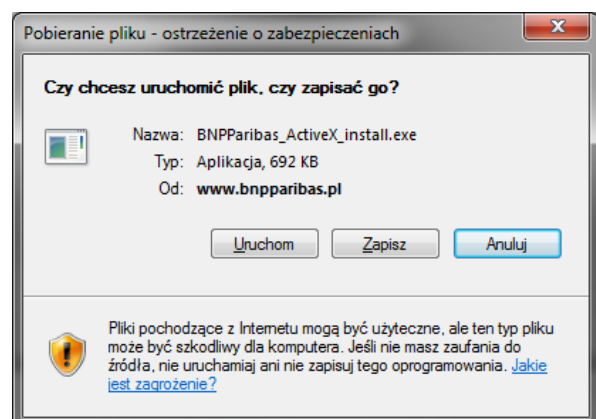 Pobieranie pliku - ostrzeżenie o zabezpieczeniach
Czy chcesz uruchomić plik, czy zapisać go?
Nazwa: BNPParibas_ActiveX_install.exe
Typ: Aplikacja, 692 KB
Od: www.bnpparibas.pl
Uruchom Zapisz Anuluj
Pliki pochodzące z Internetu mogą być użyteczne, ale ten typ pliku
może być szkodliwy dla komputera. Jeśli nie masz zaufania do
źródła, nie uruchamiaj ani nie zapisuj tego oprogramowania. Jakie
jest zagrożenie?